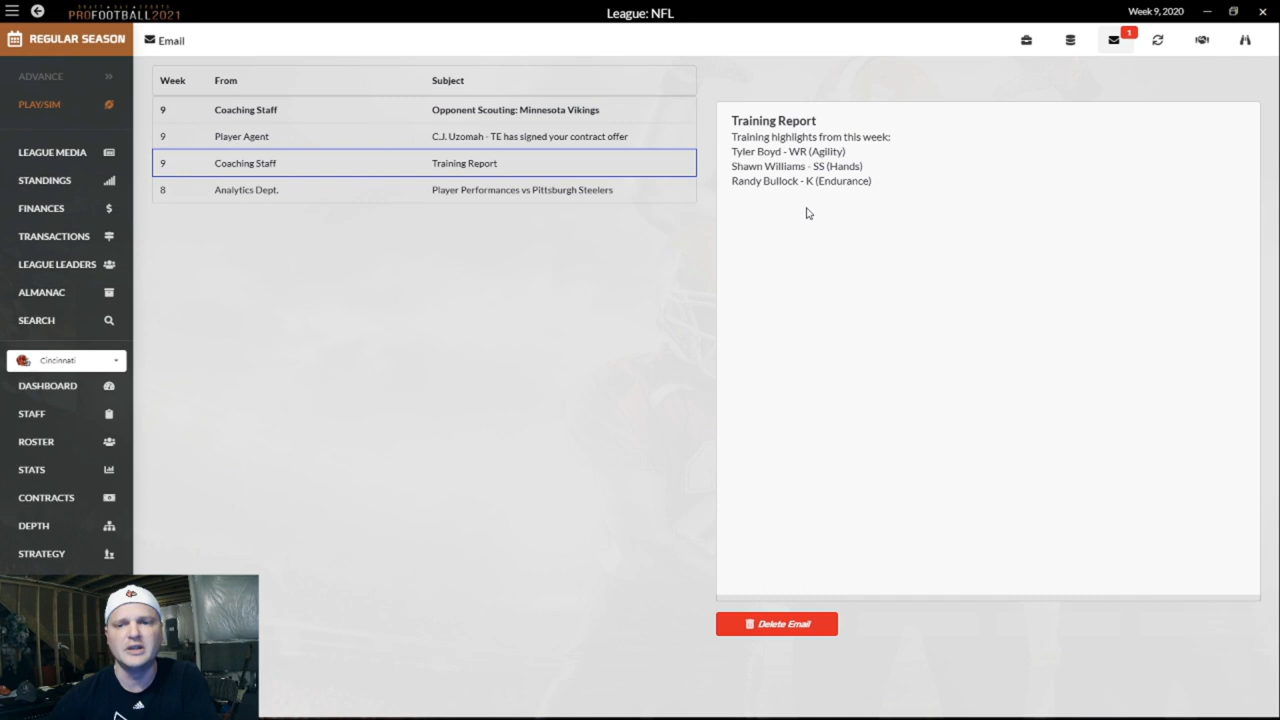 DRAFT DAY SPORTS
PROFOOTBALL2021
League: NFL
Week 9, 2020
REGULAR SEASON
Email
1
ADVANCE
PLAY/SIM
LEAGUE MEDIA
STANDINGS
FINANCES
$
TRANSACTIONS
LEAGUE LEADERS
ALMANAC
SEARCH
Cincinnati
DASHBOARD
STAFF
ROSTER
STATS
CONTRACTS
DEPTH
STRATEGY
Week From Subject
9 Coaching Staff Opponent Scouting: Minnesota Vikings
9 Player Agent C.J. Uzomah - TE has signed your contract offer
9 Coaching Staff Training Report
8 Analytics Dept. Player Performances vs Pittsburgh Steelers
Training Report
Training highlights from this week:
Tyler Boyd - WR (Agility)
Shawn Williams - SS (Hands)
Randy Bullock - K (Endurance)
Delete Email